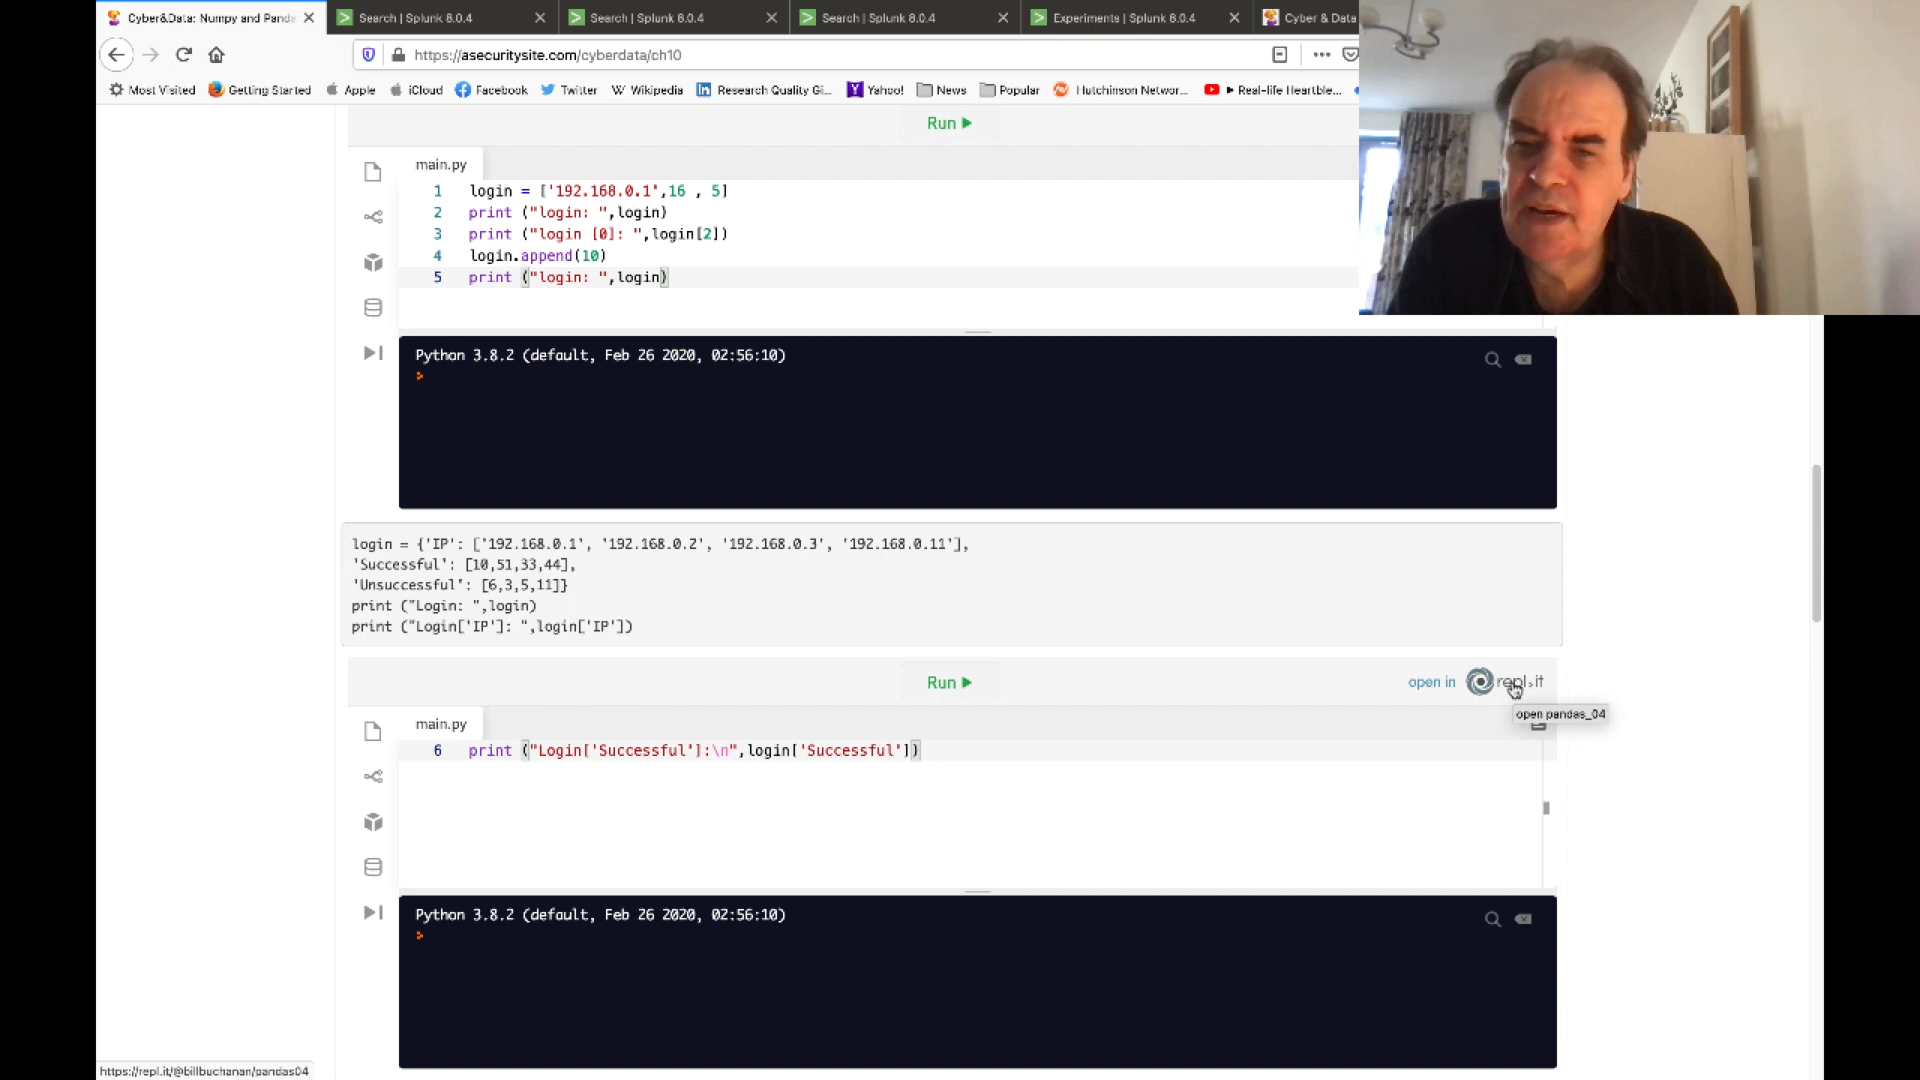 Cyber&Data: Numpy and Panda
Search | Splunk 8.0.4
Search | Splunk 8.0.4
Search | Splunk 8.0.4
Experiments | Splunk 8.0.4
Cyber & Data
https://asecuritysite.com/cyberdata/ch10
Most Visited
Getting Started
Apple
iCloud
Facebook
Twitter
Wikipedia
Research Quality Gi...
Yahoo!
News
Popular
Hutchinson Networ...
Real-life Heartble...
Run
main.py
1 login = ['192.168.0.1',16 , 5]
2 print ("login: ",login)
3 print ("login [0]: ",login[2])
4 login.append(10)
5 print ("login: ",login)
Python 3.8.2 (default, Feb 26 2020, 02:56:10)
login = {'IP': ['192.168.0.1', '192.168.0.2', '192.168.0.3', '192.168.0.11'],
'Successful': [10,51,33,44],
'Unsuccessful': [6,3,5,11]}
print ("Login: ",login)
print ("Login['IP']: ",login['IP'])
Run
open in repl.it
open pandas_04
main.py
6 print ("Login['Successful']:\n",login['Successful'])
Python 3.8.2 (default, Feb 26 2020, 02:56:10)
https://repl.it/@billbuchanan/pandas04